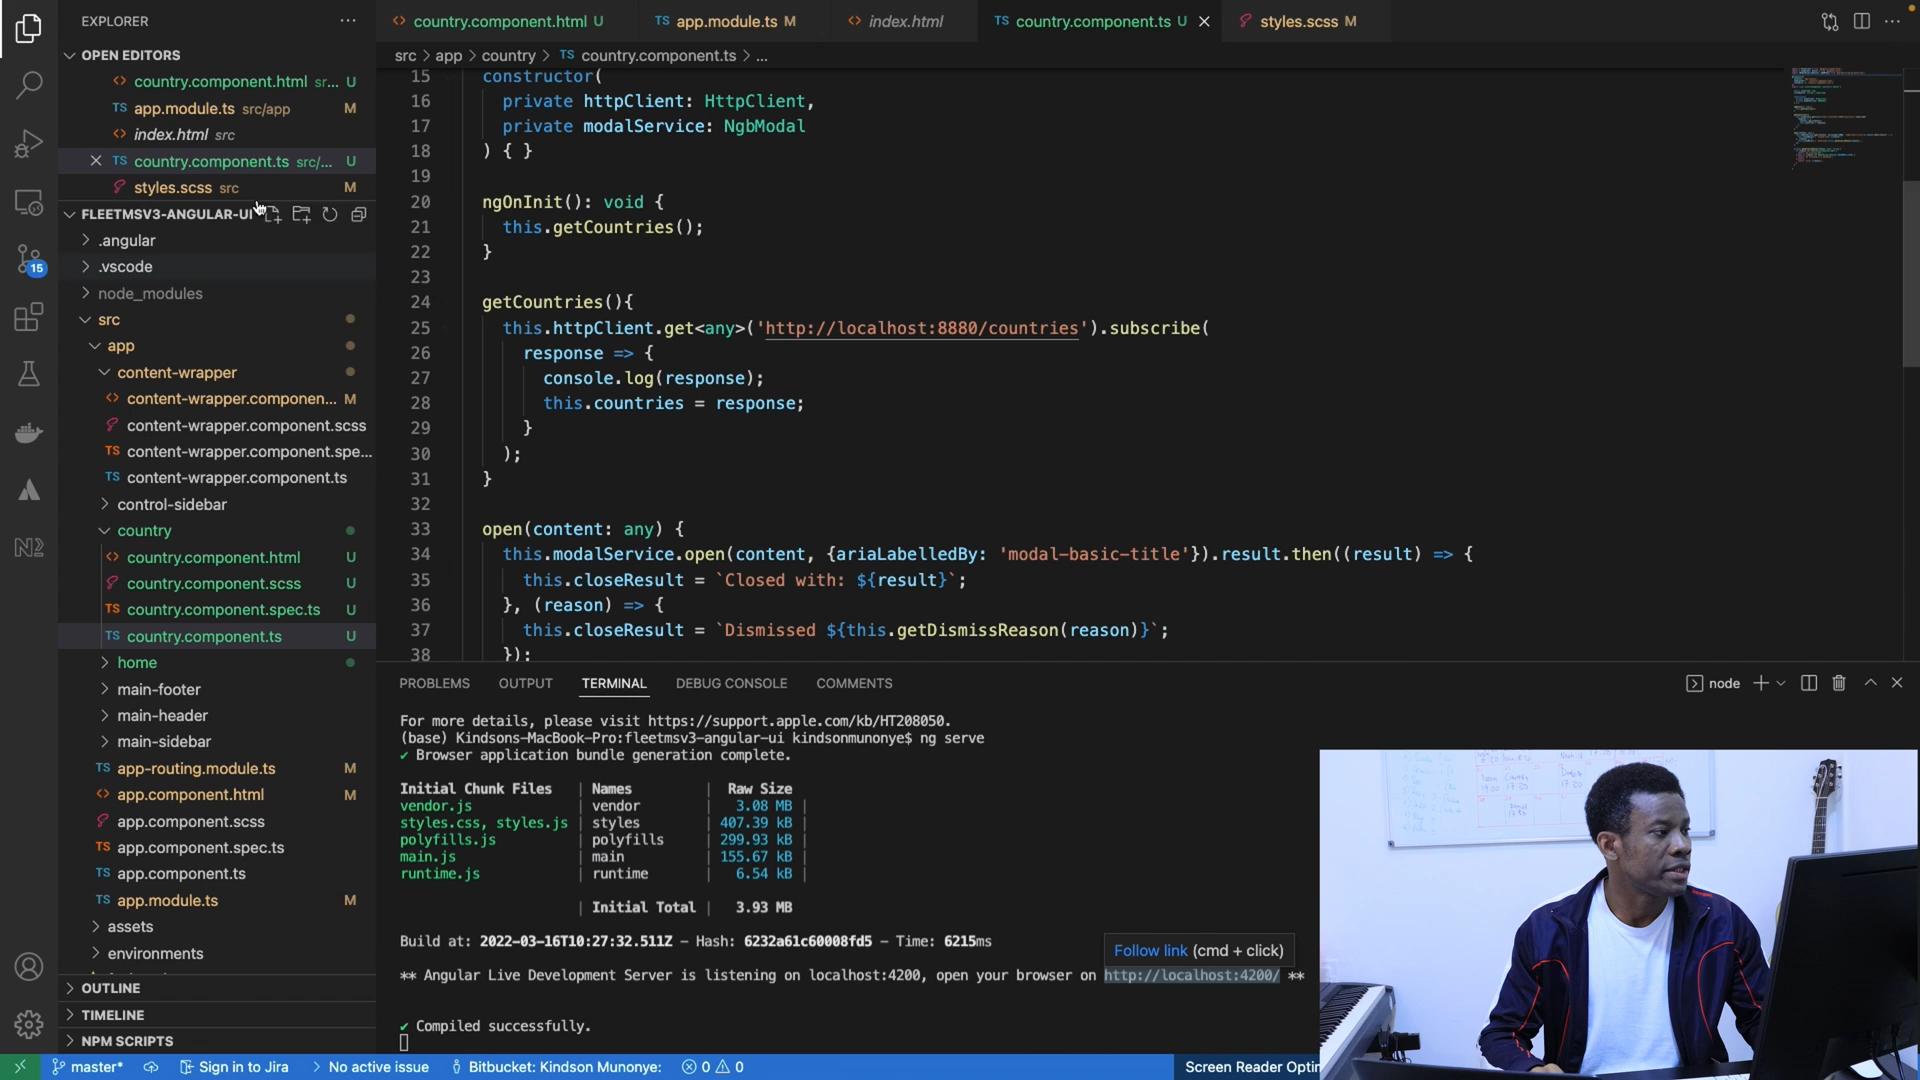 EXPLORER
OPEN EDITORS
country.component.html sr... U
TS app.module.ts src/app M
index.html src
TS country.component.ts src/... U
styles.scss src M
FLEETMSV3-ANGULAR-UI
.angular
.vscode
node_modules
src
app
content-wrapper
content-wrapper.componen... M
content-wrapper.component.scss
TS content-wrapper.component.spe...
TS content-wrapper.component.ts
control-sidebar
country
country.component.html U
country.component.scss U
TS country.component.spec.ts U
TS country.component.ts U
home
main-footer
main-header
main-sidebar
TS app-routing.module.ts M
app.component.html M
app.component.scss
TS app.component.spec.ts
TS app.component.ts
TS app.module.ts M
assets
environments
OUTLINE
TIMELINE
NPM SCRIPTS
15
country.component.html U
TS app.module.ts M
index.html
TS country.component.ts U
styles.scss M
src > app > country > TS country.component.ts > ...
15 constructor(
16 private httpClient: HttpClient,
17 private modalService: NgbModal
18 ) { }
19
20 ngOnInit(): void {
21 this.getCountries();
22 }
23
24 getCountries(){
25 this.httpClient.get<any>('http://localhost:8880/countries').subscribe(
26 response => {
27 console.log(response);
28 this.countries = response;
29 }
30 );
31 }
32
33 open(content: any) {
34 this.modalService.open(content, {ariaLabelledBy: 'modal-basic-title'}).result.then((result) => {
35 this.closeResult = `Closed with: ${result}`;
36 }, (reason) => {
37 this.closeResult = `Dismissed ${this.getDismissReason(reason)}`;
38 });
PROBLEMS OUTPUT TERMINAL DEBUG CONSOLE COMMENTS
node
For more details, please visit https://support.apple.com/kb/HT208050.
(base) Kindsons-MacBook-Pro:fleetmsv3-angular-ui kindsonmunonye$ ng serve
✔ Browser application bundle generation complete.
Initial Chunk Files | Names | Raw Size
vendor.js | vendor | 3.08 MB |
styles.css, styles.js | styles | 407.39 kB |
polyfills.js | polyfills | 299.93 kB |
main.js | main | 155.67 kB |
runtime.js | runtime | 6.54 kB |
| Initial Total | 3.93 MB
Build at: 2022-03-16T10:27:32.511Z - Hash: 6232a61c60008fd5 - Time: 6215ms
Follow link (cmd + click)
** Angular Live Development Server is listening on localhost:4200, open your browser on http://localhost:4200/ **
✔ Compiled successfully.
master* Sign in to Jira No active issue Bitbucket: Kindson Munonye: 0 0
Screen Reader Optim